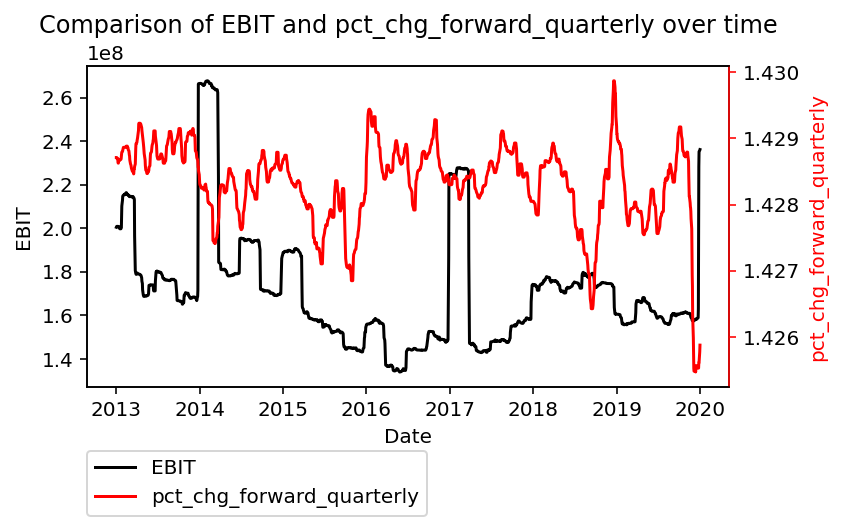 Comparison of EBIT and pct_chg_forward_quarterly over time
1e8
2.6
2.4
2.2
2.0
1.8
1.6
1.4
EBIT
1.430
1.429
1.428
1.427
1.426
pct_chg_forward_quarterly
2013 2014 2015 2016 2017 2018 2019 2020
Date
EBIT
pct_chg_forward_quarterly